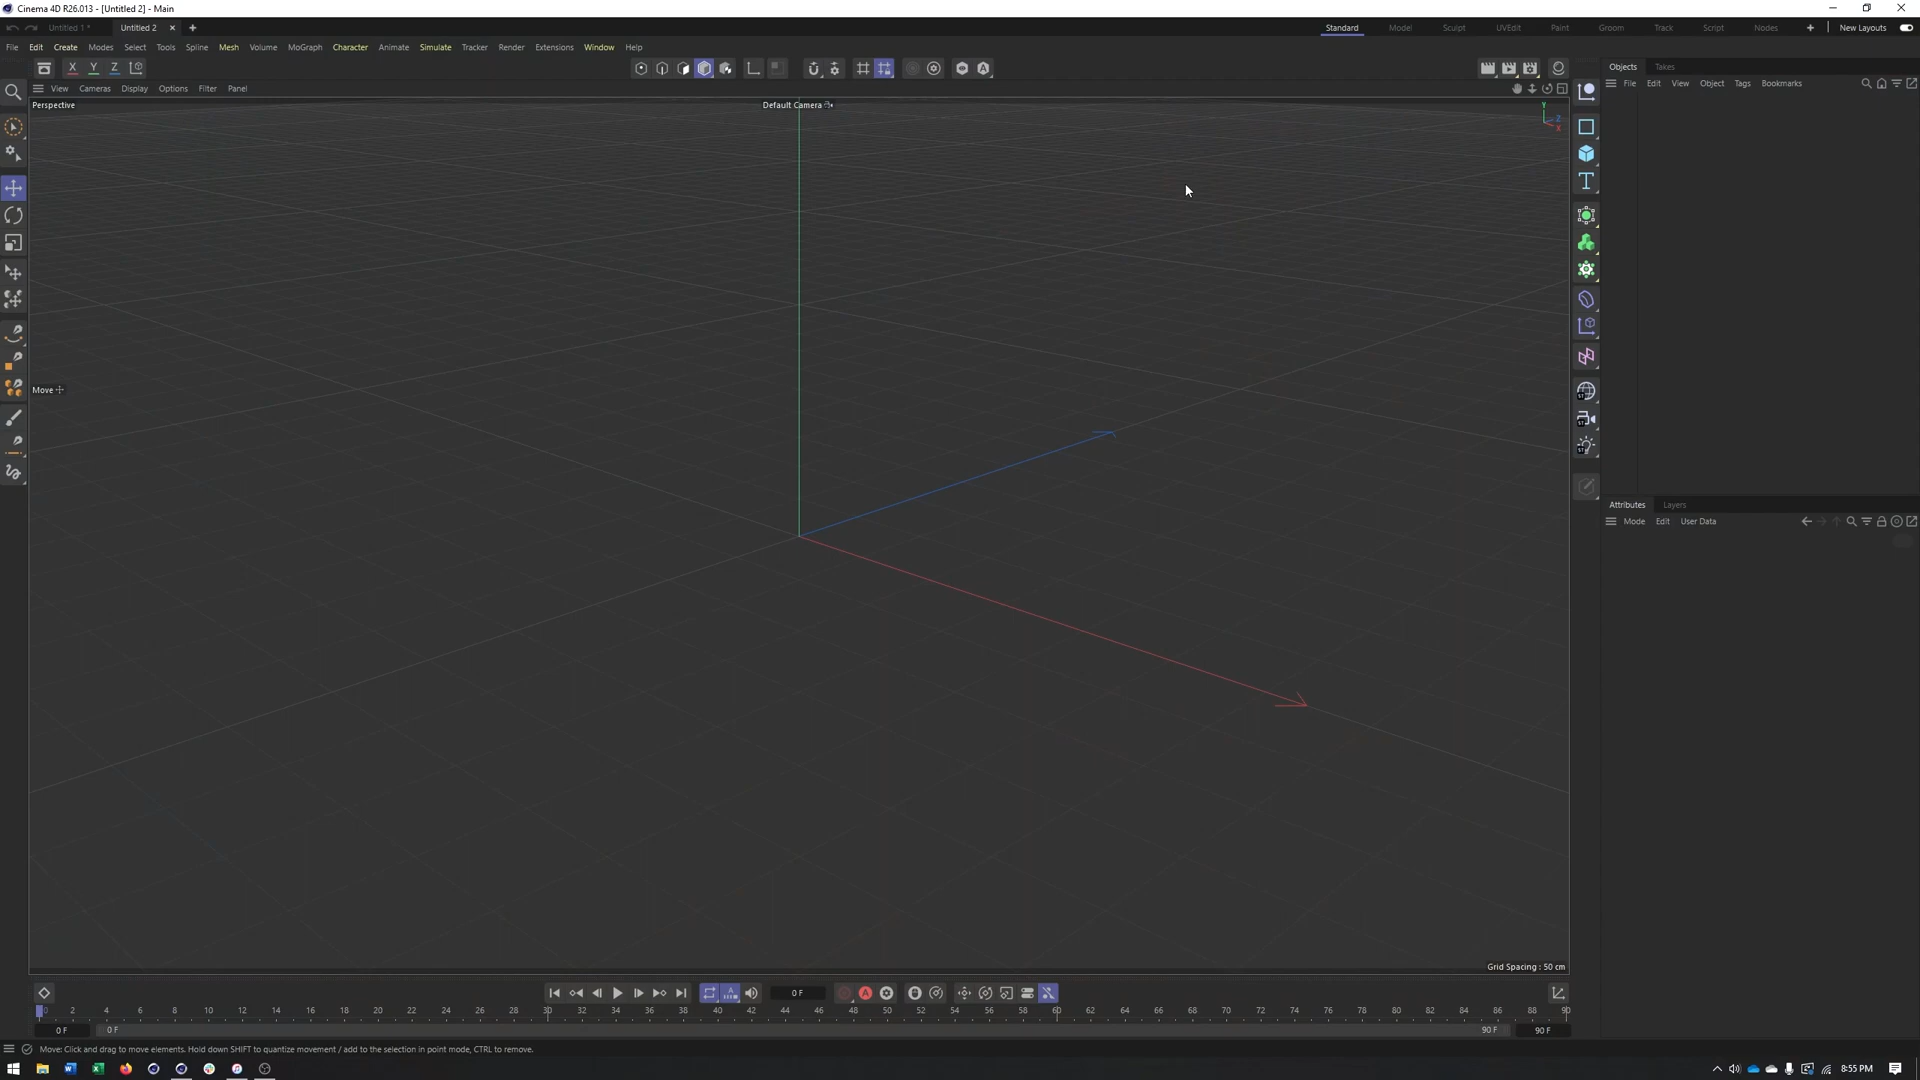 Cinema 4D R26.013 - [Untitled 2] - Main
Untitled 1 * Untitled 2 Standard Model Sculpt UVEdit Paint Groom Track Script Nodes New Layouts
File Edit Create Modes Select Tools Spline Mesh Volume MoGraph Character Animate Simulate Tracker Render Extensions Window Help
X Y Z
Objects Takes
File Edit View Object Tags Bookmarks
View Cameras Display Options Filter Panel
Perspective Default Camera
Y
Z
X
Move
Attributes Layers
Mode Edit User Data
Grid Spacing : 50 cm
0 F
0 2 4 6 8 10 12 14 16 18 20 22 24 26 28 30 32 34 36 38 40 42 44 46 48 50 52 54 56 58 60 62 64 66 68 70 72 74 76 78 80 82 84 86 88 90
0 F 0 F 90 F 90 F
Move: Click and drag to move elements. Hold down SHIFT to quantize movement / add to the selection in point mode, CTRL to remove.
8:55 PM